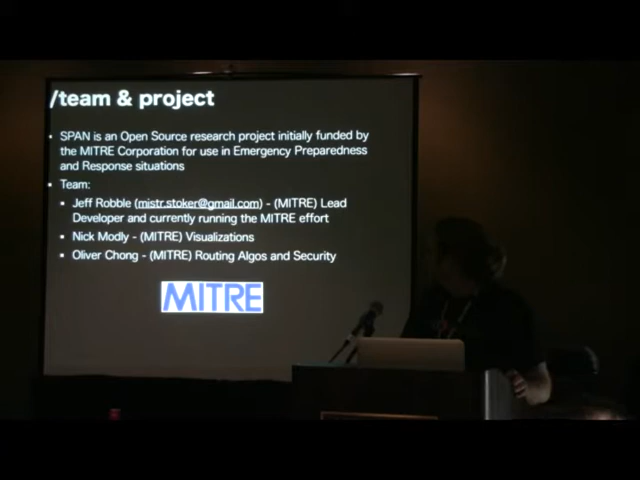 /team & project
• SPAN is an Open Source research project initially funded by
the MITRE Corporation for use in Emergency Preparedness
and Response situations
• Team:
▪ Jeff Robble (mistr.stoker@gmail.com) - (MITRE) Lead
Developer and currently running the MITRE effort
▪ Nick Modly - (MITRE) Visualizations
▪ Oliver Chong - (MITRE) Routing Algos and Security
MITRE